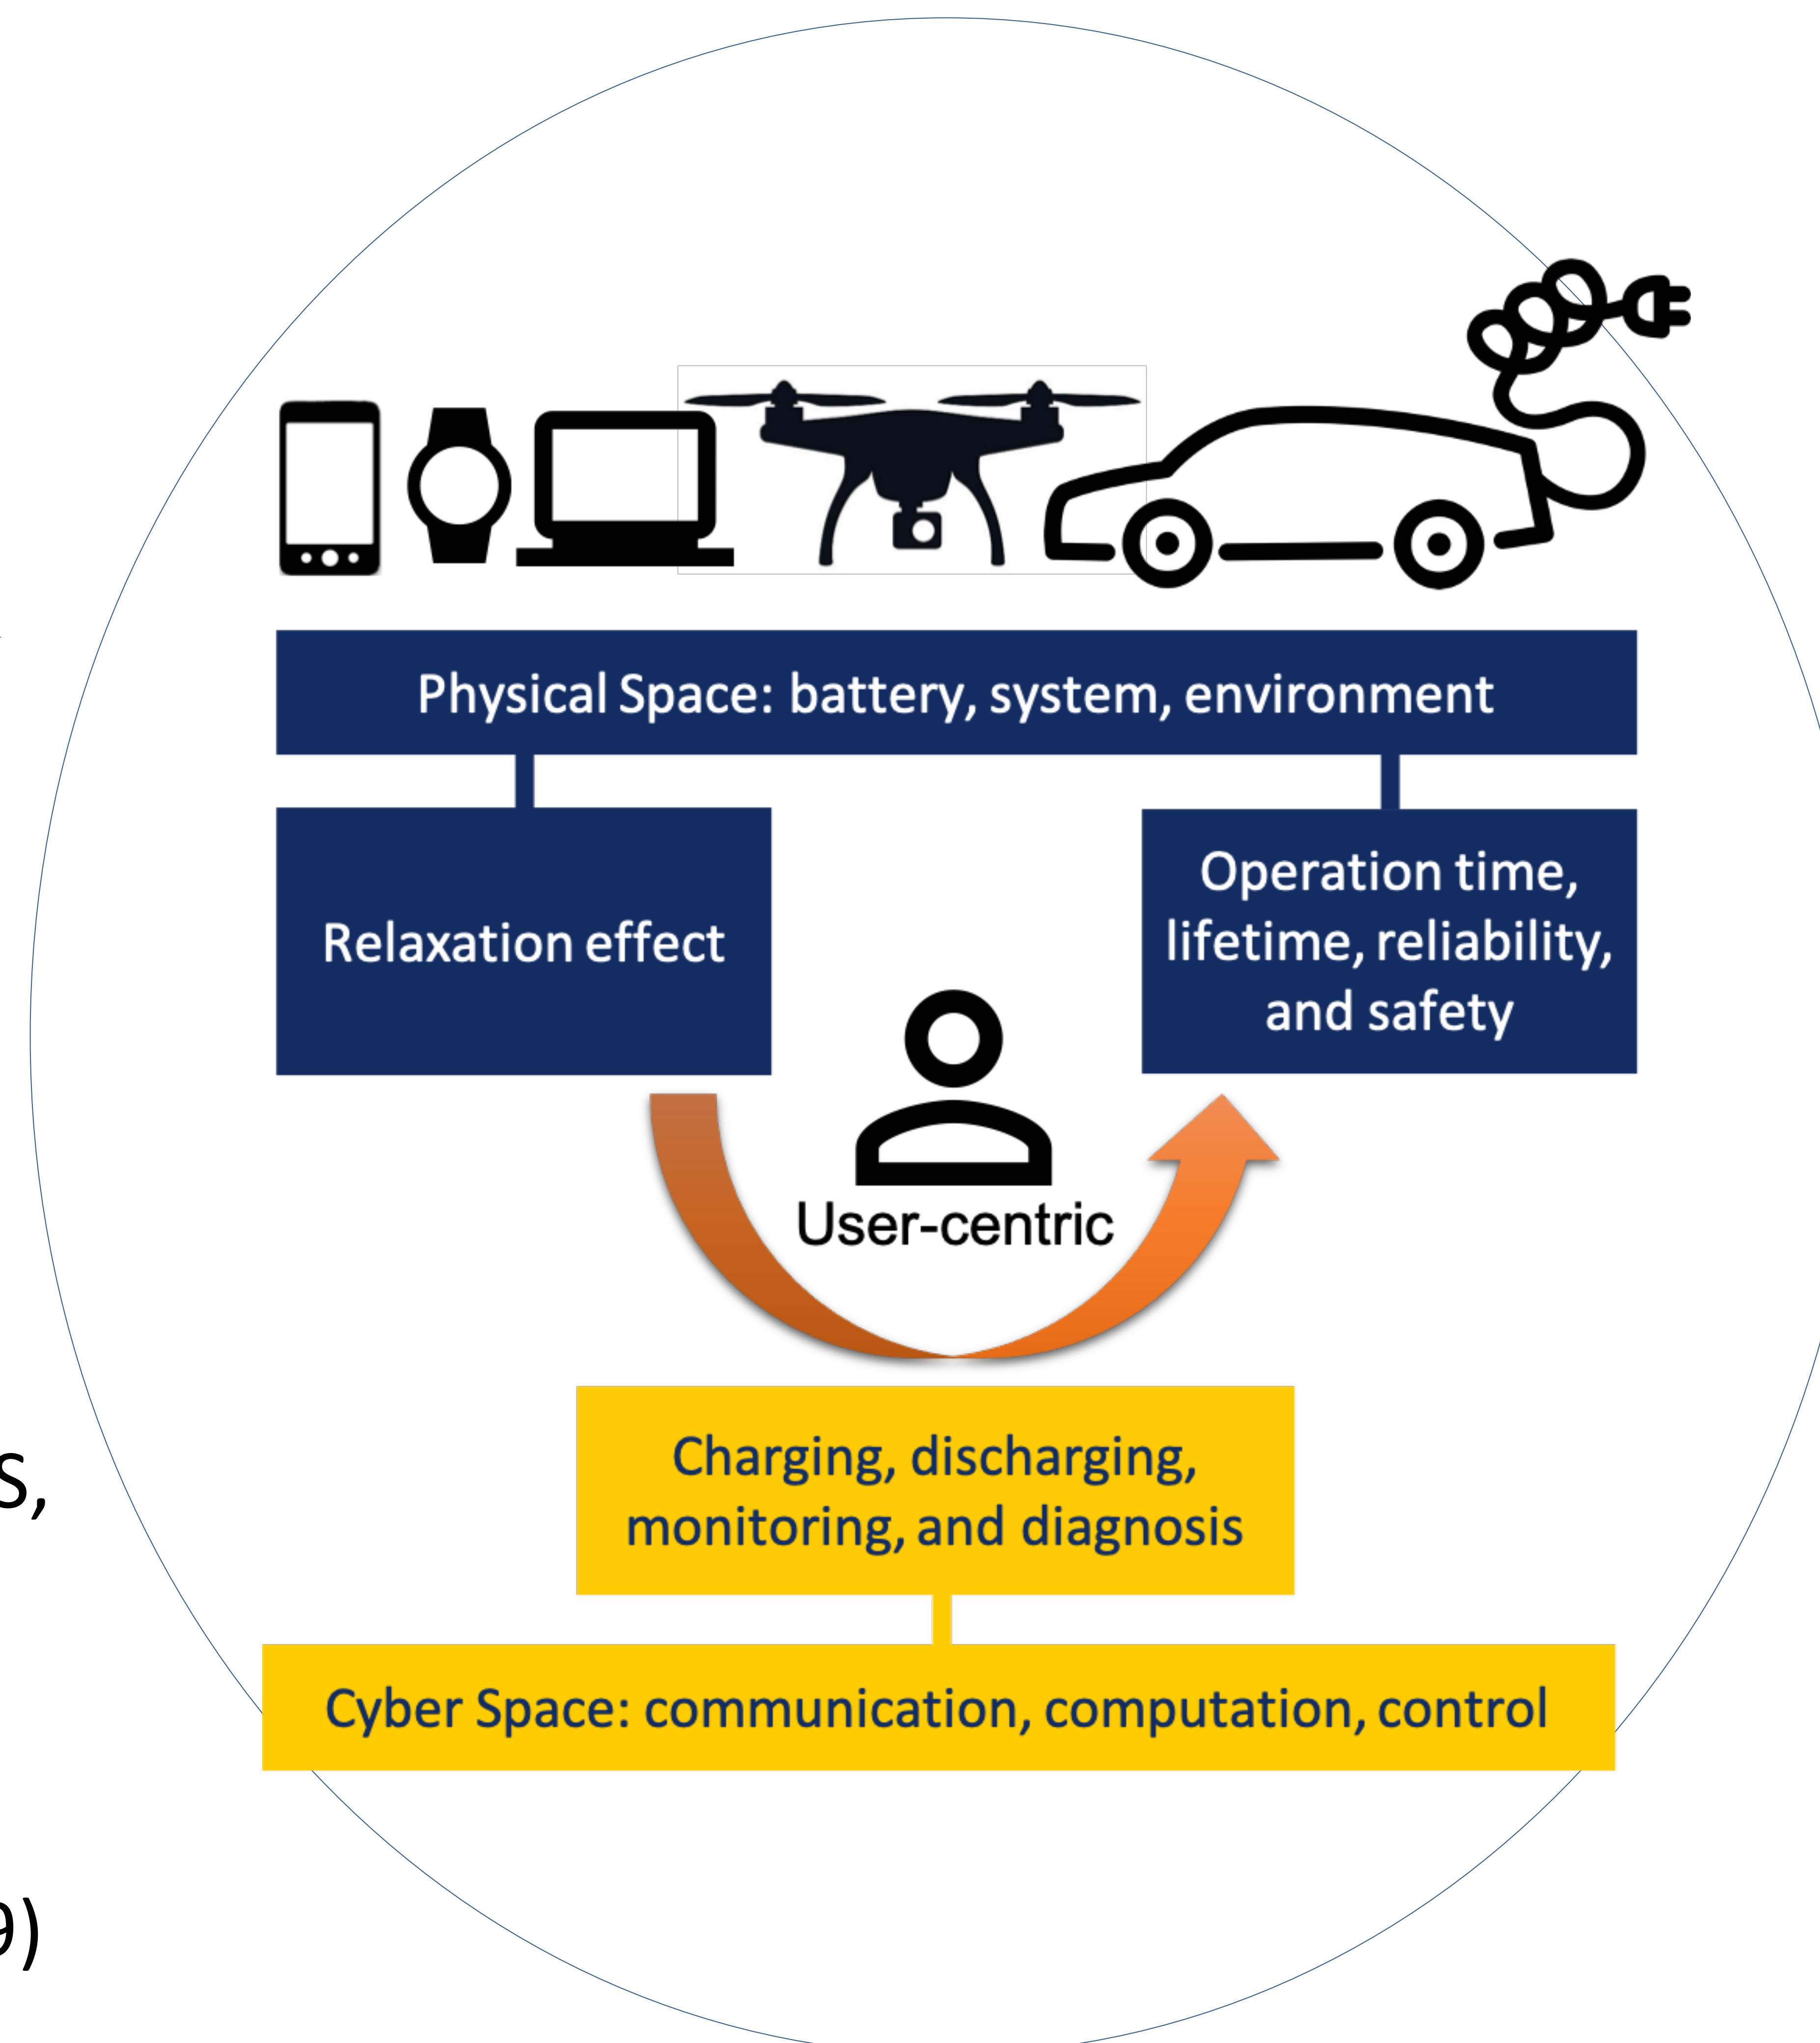 Physical Space: battery, system, environment
Relaxation effect
Operation time,
lifetime, reliability,
and safety
User-centric
Charging, discharging,
monitoring, and diagnosis
Cyber Space: communication, computation, control
s,
9)